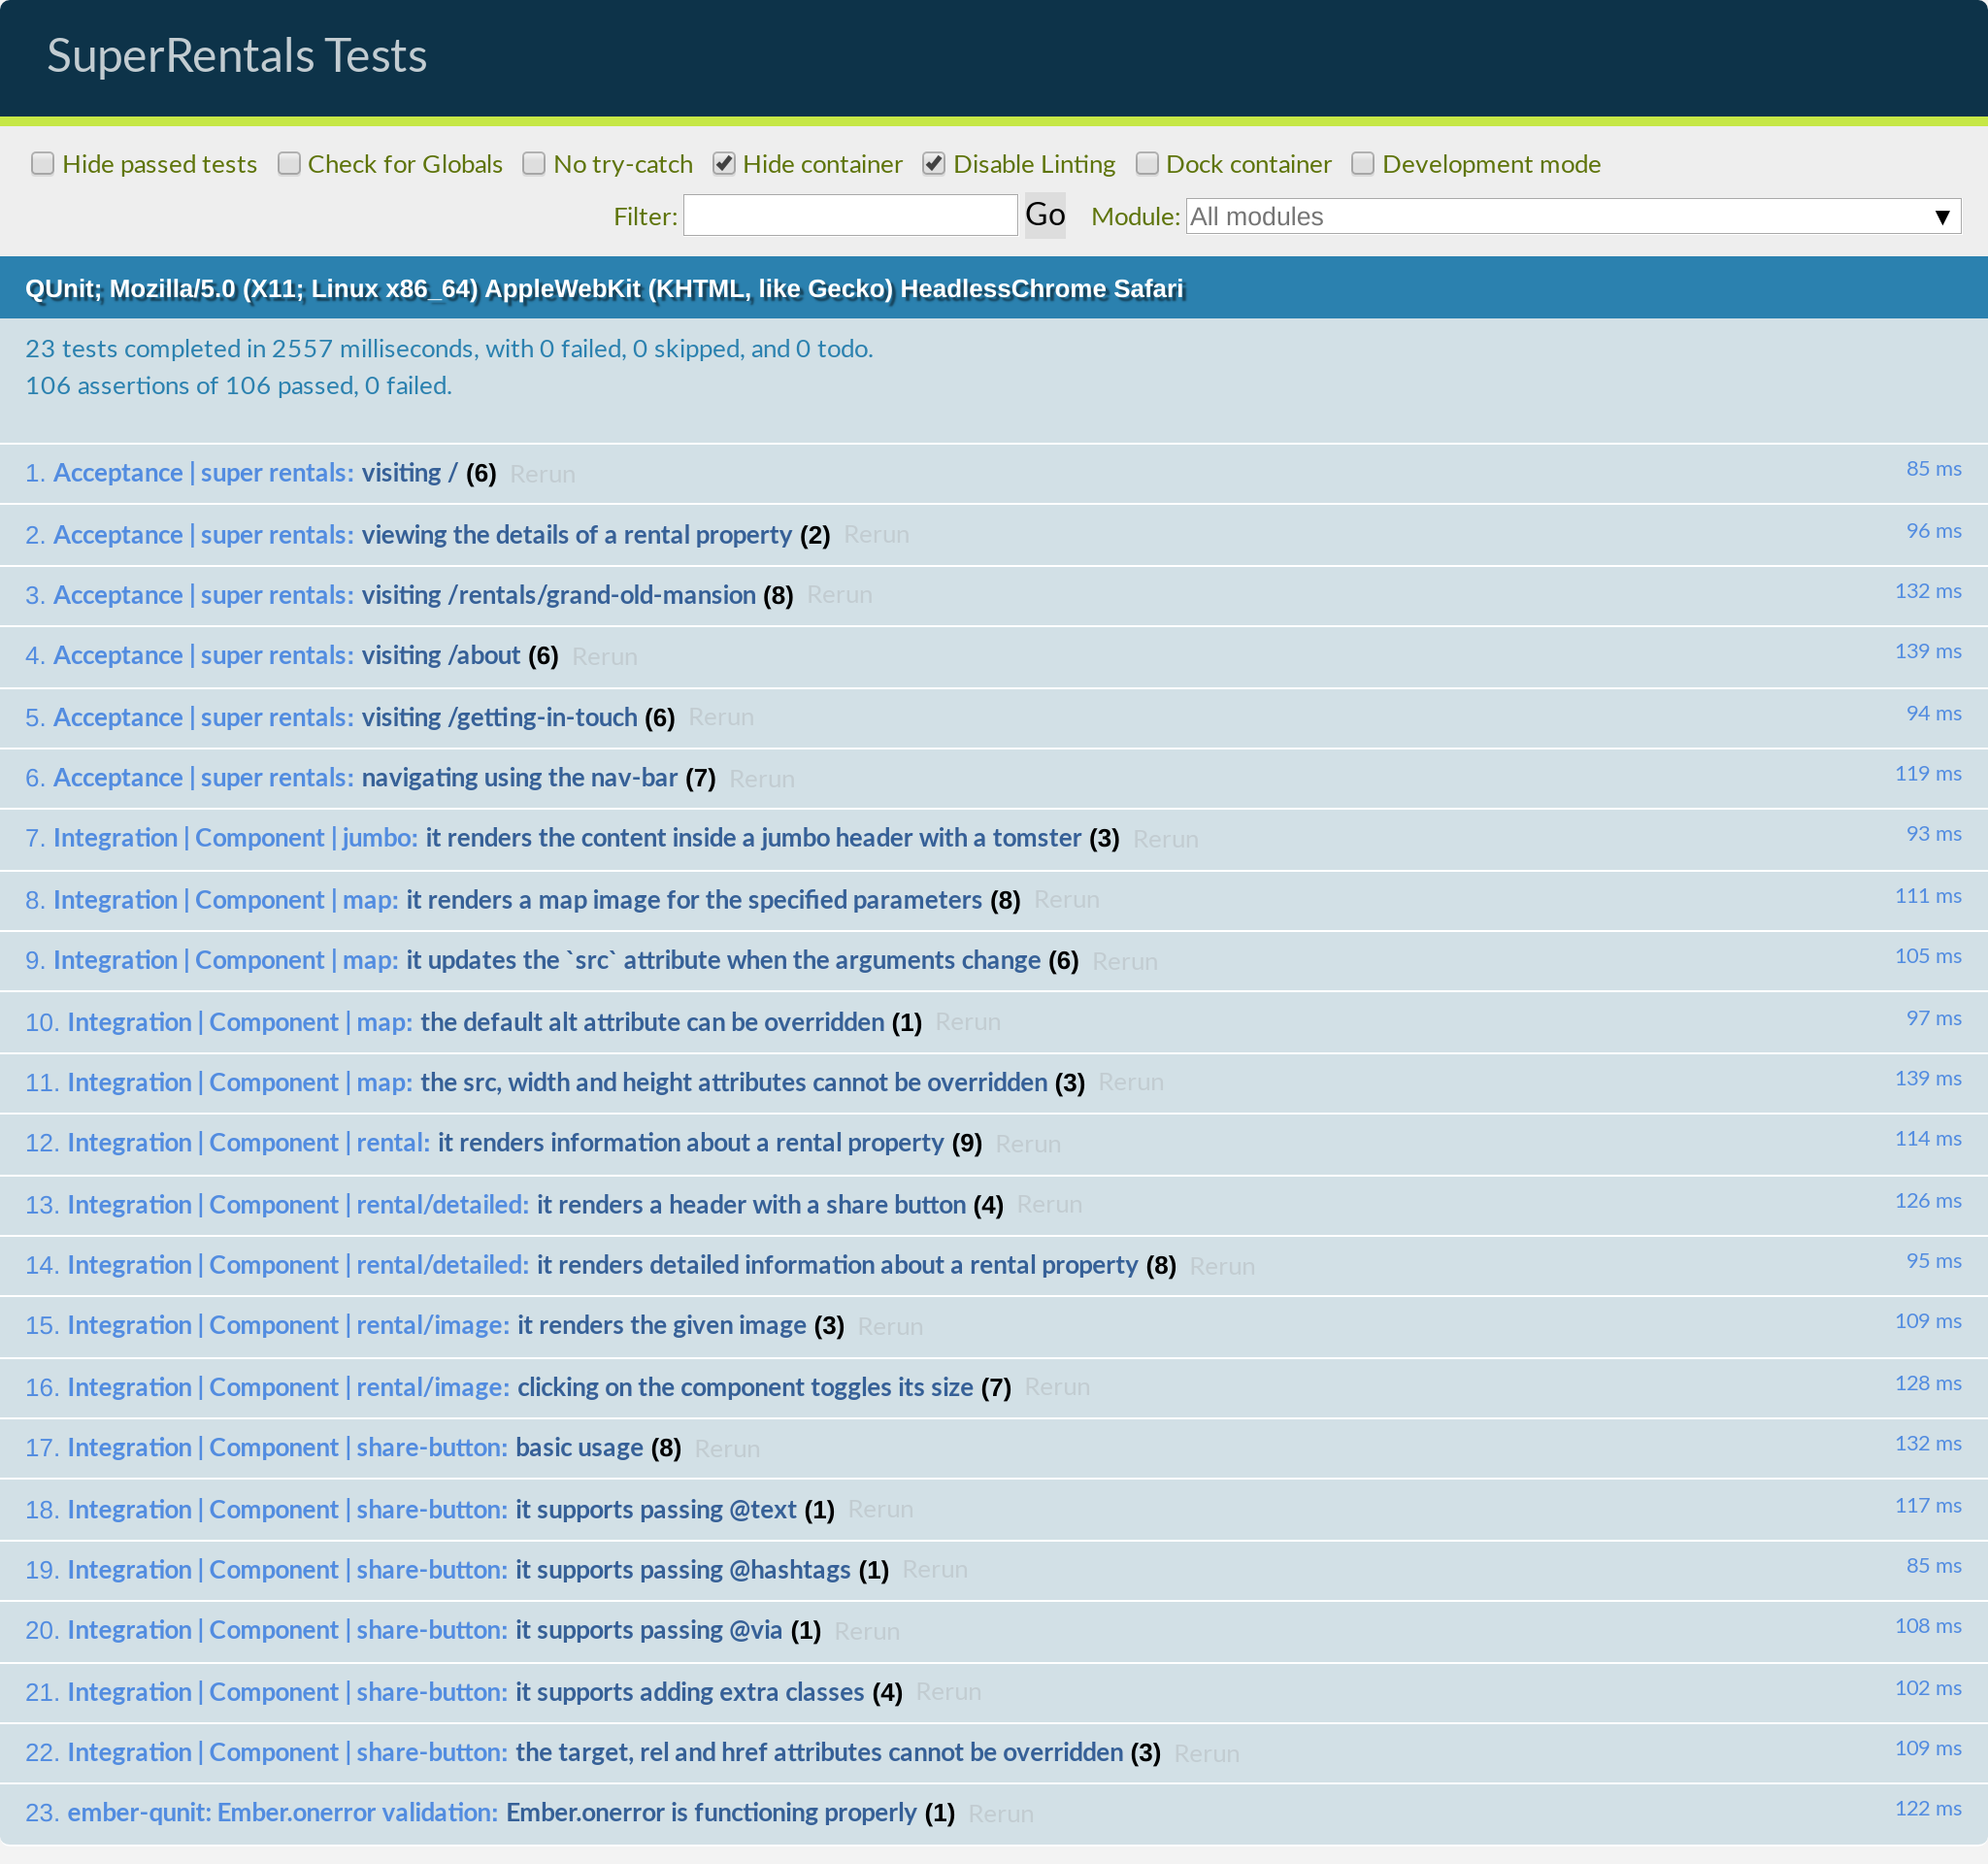 SuperRentals Tests
Hide passed tests Check for Globals No try-catch Hide container Disable Linting Dock container Development mode
Filter: Go Module: All modules ▼
QUnit; Mozilla/5.0 (X11; Linux x86_64) AppleWebKit (KHTML, like Gecko) HeadlessChrome Safari
23 tests completed in 2557 milliseconds, with 0 failed, 0 skipped, and 0 todo.
106 assertions of 106 passed, 0 failed.
1. Acceptance | super rentals: visiting / (6) Rerun 85 ms
2. Acceptance | super rentals: viewing the details of a rental property (2) Rerun 96 ms
3. Acceptance | super rentals: visiting /rentals/grand-old-mansion (8) Rerun 132 ms
4. Acceptance | super rentals: visiting /about (6) Rerun 139 ms
5. Acceptance | super rentals: visiting /getting-in-touch (6) Rerun 94 ms
6. Acceptance | super rentals: navigating using the nav-bar (7) Rerun 119 ms
7. Integration | Component | jumbo: it renders the content inside a jumbo header with a tomster (3) Rerun 93 ms
8. Integration | Component | map: it renders a map image for the specified parameters (8) Rerun 111 ms
9. Integration | Component | map: it updates the `src` attribute when the arguments change (6) Rerun 105 ms
10. Integration | Component | map: the default alt attribute can be overridden (1) Rerun 97 ms
11. Integration | Component | map: the src, width and height attributes cannot be overridden (3) Rerun 139 ms
12. Integration | Component | rental: it renders information about a rental property (9) Rerun 114 ms
13. Integration | Component | rental/detailed: it renders a header with a share button (4) Rerun 126 ms
14. Integration | Component | rental/detailed: it renders detailed information about a rental property (8) Rerun 95 ms
15. Integration | Component | rental/image: it renders the given image (3) Rerun 109 ms
16. Integration | Component | rental/image: clicking on the component toggles its size (7) Rerun 128 ms
17. Integration | Component | share-button: basic usage (8) Rerun 132 ms
18. Integration | Component | share-button: it supports passing @text (1) Rerun 117 ms
19. Integration | Component | share-button: it supports passing @hashtags (1) Rerun 85 ms
20. Integration | Component | share-button: it supports passing @via (1) Rerun 108 ms
21. Integration | Component | share-button: it supports adding extra classes (4) Rerun 102 ms
22. Integration | Component | share-button: the target, rel and href attributes cannot be overridden (3) Rerun 109 ms
23. ember-qunit: Ember.onerror validation: Ember.onerror is functioning properly (1) Rerun 122 ms